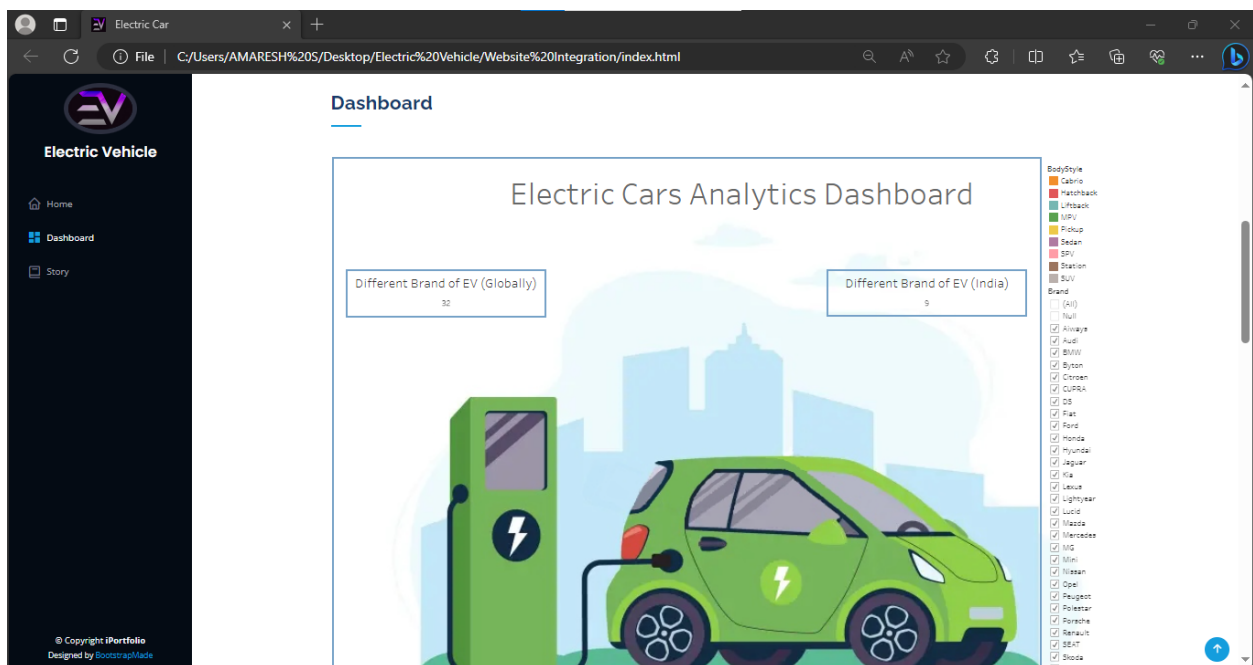 Electric Car
File
C:/Users/AMARESH%20S/Desktop/Electric%20Vehicle/Website%20Integration/index.html
EV
Electric Vehicle
Home
Dashboard
Story
© Copyright iPortfolio
Designed by BootstrapMade
Dashboard
Electric Cars Analytics Dashboard
Different Brand of EV (Globally)
32
Different Brand of EV (India)
9
BodyStyle
Cabrio
Hatchback
Liftback
MPV
Pickup
Sedan
SPV
Station
SUV
Brand
(All)
Null
Aiways
Audi
BMW
Byton
Citroen
CUPRA
DS
Fiat
Ford
Honda
Hyundai
Jaguar
Kia
Lexus
Lightyear
Lucid
Mazda
Mercedes
MG
Mini
Nissan
Opel
Peugeot
Polestar
Porsche
Renault
SEAT
Skoda